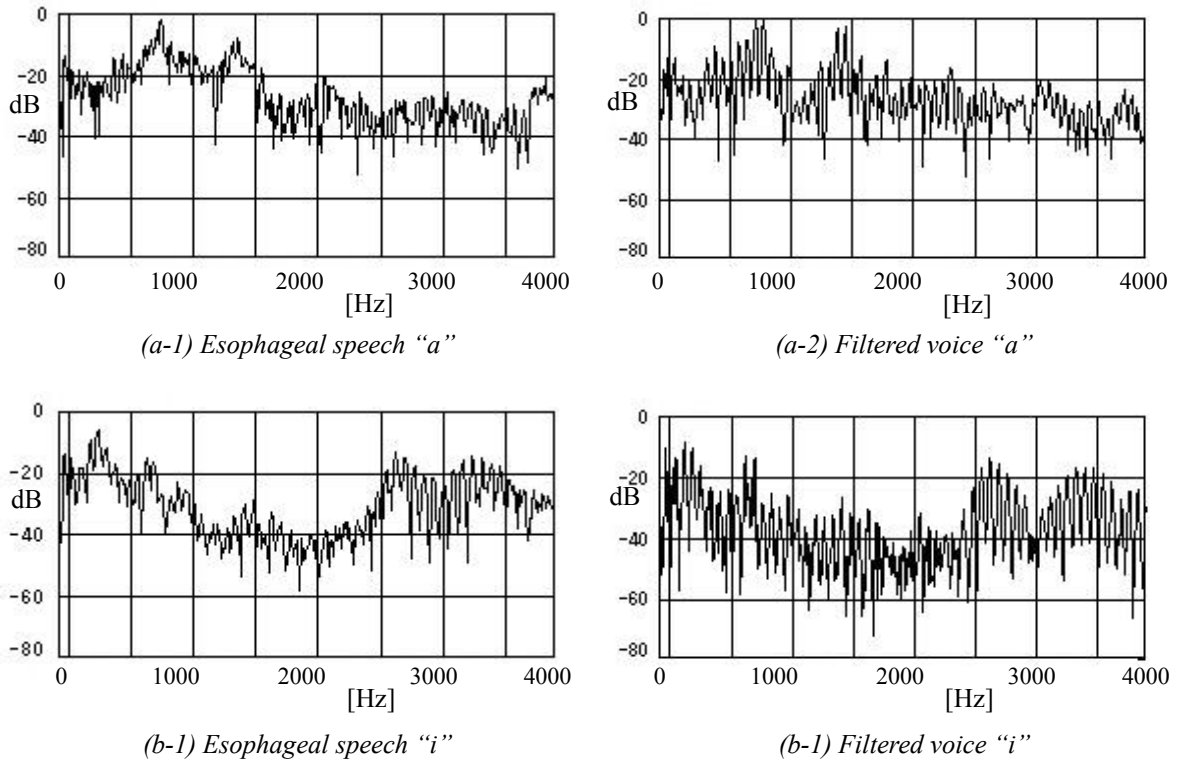 0
-20
dB
-40
-60
-80
0 1000 2000 3000 4000
[Hz]
(a-1) Esophageal speech “a”
0
-20
dB
-40
-60
-80
0 1000 2000 3000 4000
[Hz]
(a-2) Filtered voice “a”
0
-20
dB
-40
-60
-80
0 1000 2000 3000 4000
[Hz]
(b-1) Esophageal speech “i”
0
-20
dB
-40
-60
-80
0 1000 2000 3000 4000
[Hz]
(b-1) Filtered voice “i”